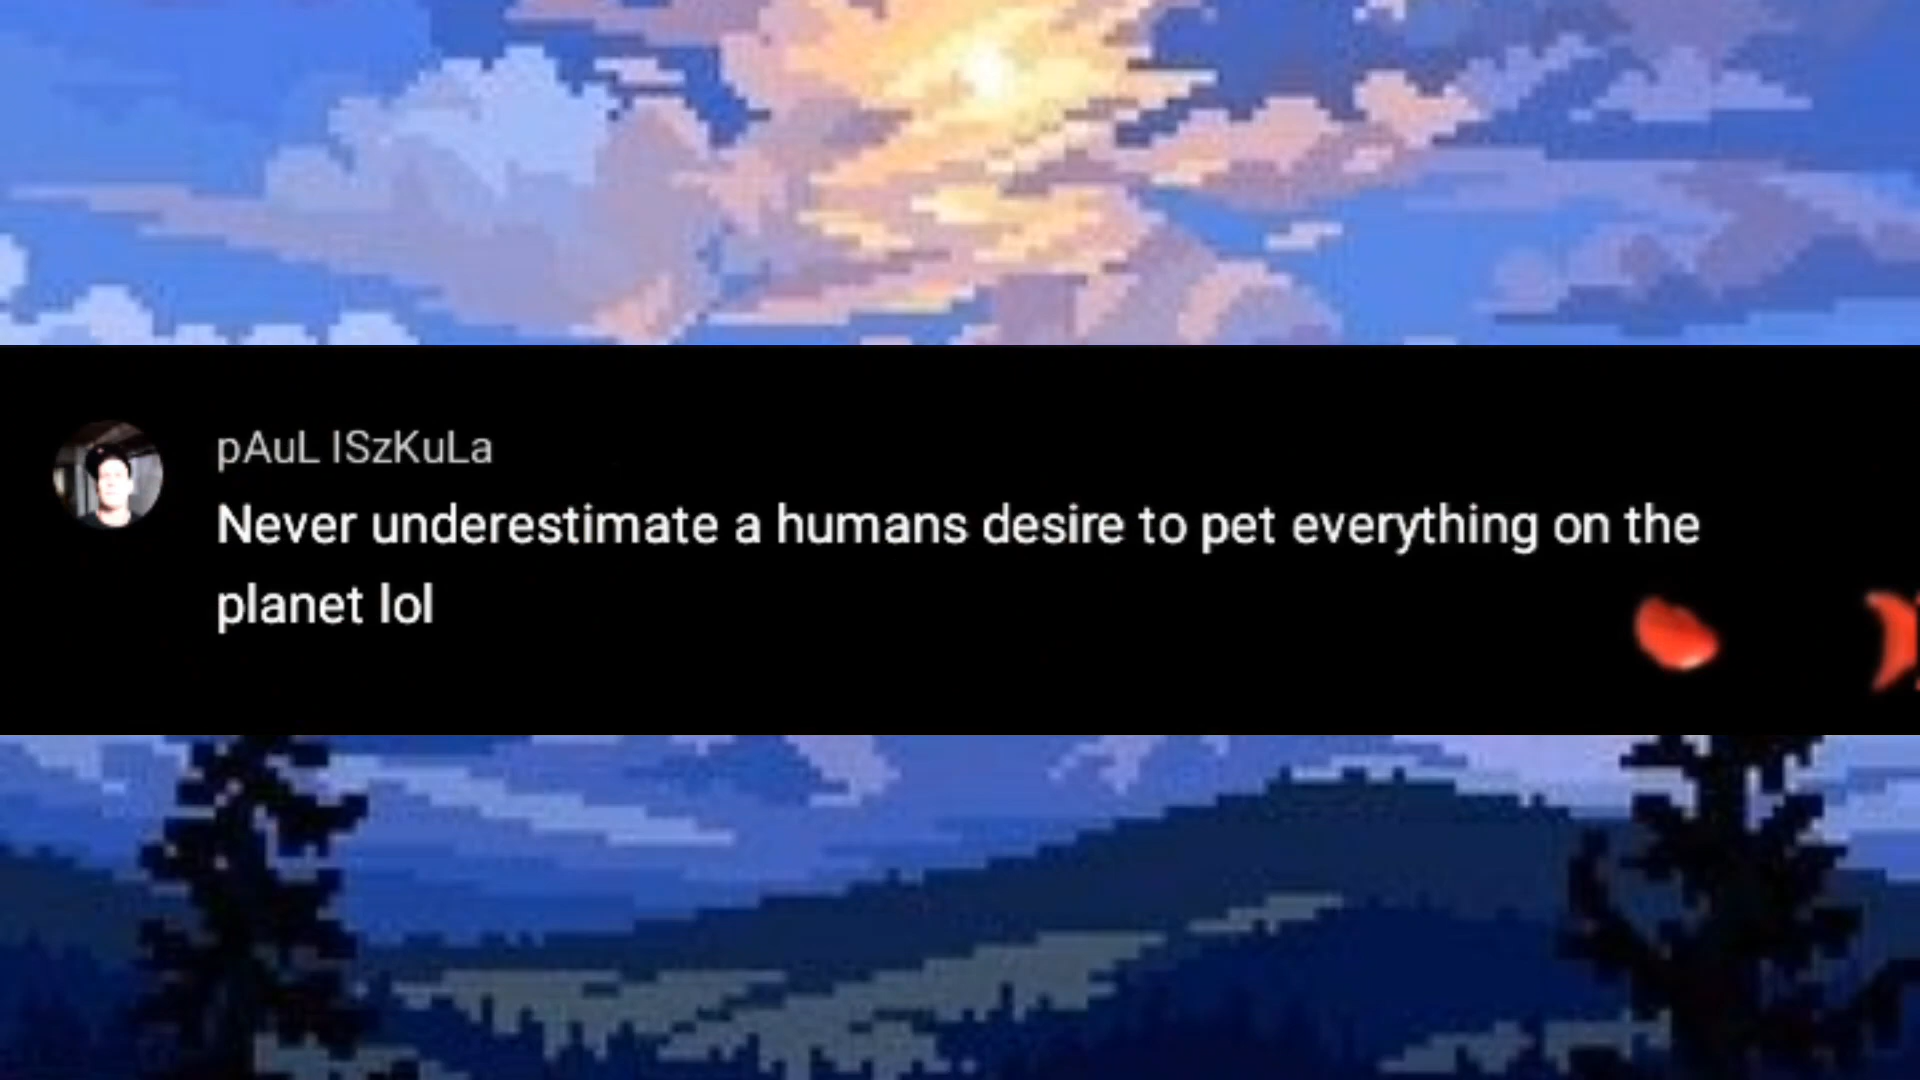 pAuL ISzKuLa
Never underestimate a humans desire to pet everything on the
planet lol